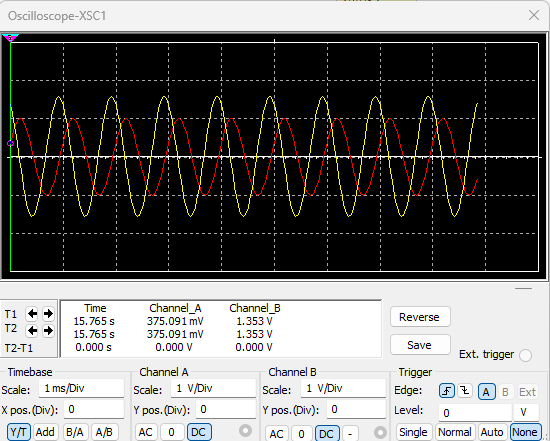 Oscilloscope-XSC1
T1
T2
T2-T1
Time Channel_A Channel_B
15.765 s 375.091 mV 1.353 V
15.765 s 375.091 mV 1.353 V
0.000 s 0.000 V 0.000 V
Reverse
Save
Ext. trigger
Timebase Channel A Channel B Trigger
Scale: 1 ms/Div Scale: 1 V/Div Scale: 1 V/Div Edge: A B Ext
X pos.(Div): 0 Y pos.(Div): 0 Y pos.(Div): 0 Level: 0 V
Y/T Add B/A A/B AC 0 DC AC 0 DC - Single Normal Auto None